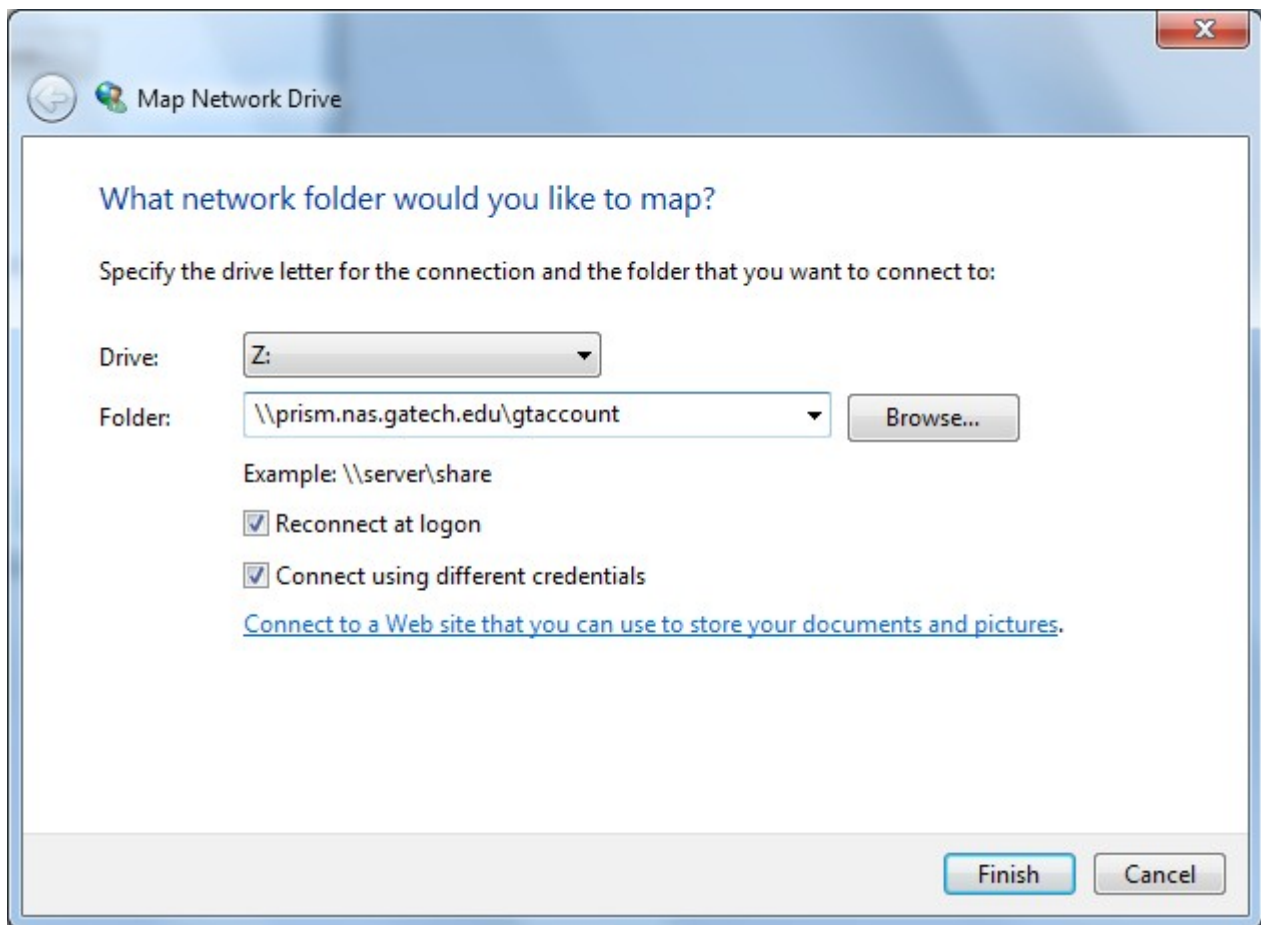 Map Network Drive
What network folder would you like to map?
Specify the drive letter for the connection and the folder that you want to connect to:
Drive: Z:
Folder: \\prism.nas.gatech.edu\gtaccount Browse...
Example: \\server\share
Reconnect at logon
Connect using different credentials
Connect to a Web site that you can use to store your documents and pictures.
Finish Cancel